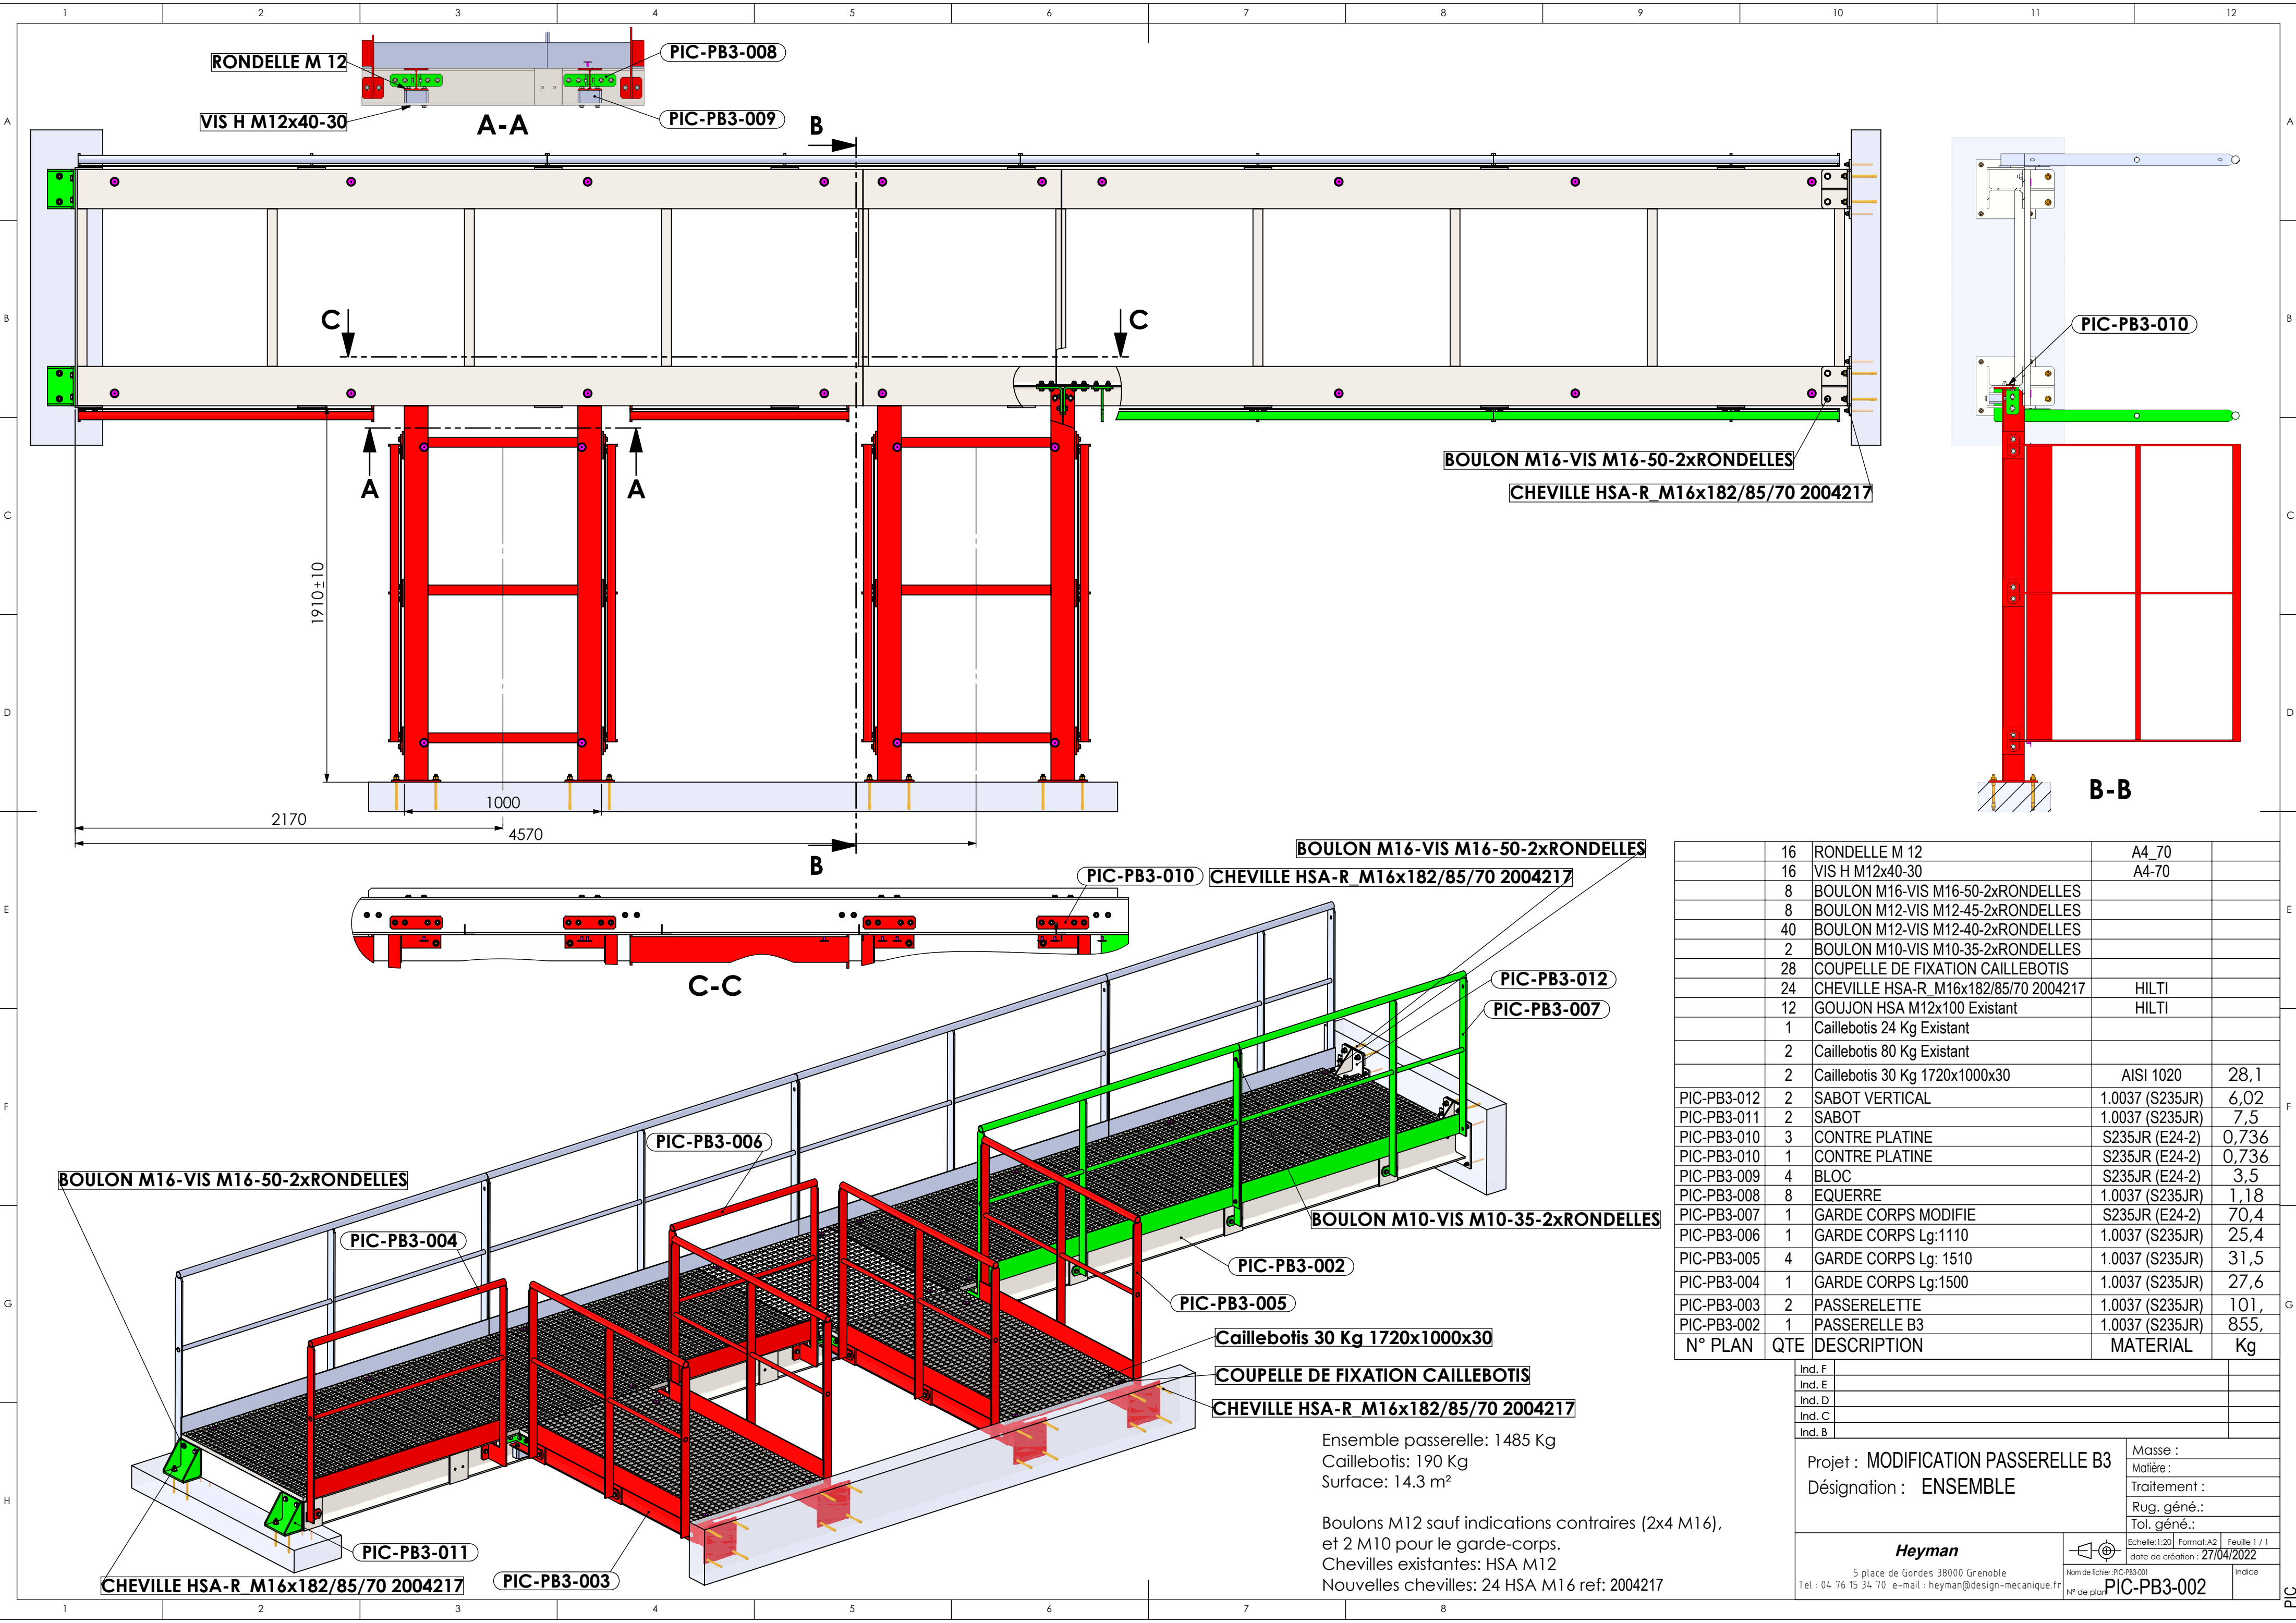 1 2 3 4 5 6 7 8 9 10 11 12
A
B
C
D
E
F
G
H
A
B
C
D
E
F
G
RONDELLE M 12
PIC-PB3-008
VIS H M12x40-30
A-A
PIC-PB3-009
B
C
C
PIC-PB3-010
A
A
BOULON M16-VIS M16-50-2xRONDELLES
CHEVILLE HSA-R_M16x182/85/70 2004217
1910±10
1000
2170
4570
B
B-B
PIC-PB3-010
C-C
BOULON M16-VIS M16-50-2xRONDELLES
CHEVILLE HSA-R_M16x182/85/70 2004217
PIC-PB3-012
PIC-PB3-007
PIC-PB3-006
BOULON M16-VIS M16-50-2xRONDELLES
PIC-PB3-004
BOULON M10-VIS M10-35-2xRONDELLES
PIC-PB3-002
PIC-PB3-005
Caillebotis 30 Kg 1720x1000x30
COUPELLE DE FIXATION CAILLEBOTIS
CHEVILLE HSA-R_M16x182/85/70 2004217
PIC-PB3-011
CHEVILLE HSA-R_M16x182/85/70 2004217
PIC-PB3-003
Ensemble passerelle: 1485 Kg
Caillebotis: 190 Kg
Surface: 14.3 m²
Boulons M12 sauf indications contraires (2x4 M16),
et 2 M10 pour le garde-corps.
Chevilles existantes: HSA M12
Nouvelles chevilles: 24 HSA M16 ref: 2004217
16 RONDELLE M 12 A4_70
16 VIS H M12x40-30 A4-70
8 BOULON M16-VIS M16-50-2xRONDELLES
8 BOULON M12-VIS M12-45-2xRONDELLES
40 BOULON M12-VIS M12-40-2xRONDELLES
2 BOULON M10-VIS M10-35-2xRONDELLES
28 COUPELLE DE FIXATION CAILLEBOTIS
24 CHEVILLE HSA-R_M16x182/85/70 2004217 HILTI
12 GOUJON HSA M12x100 Existant HILTI
1 Caillebotis 24 Kg Existant
2 Caillebotis 80 Kg Existant
2 Caillebotis 30 Kg 1720x1000x30 AISI 1020 28,1
PIC-PB3-012 2 SABOT VERTICAL 1.0037 (S235JR) 6,02
PIC-PB3-011 2 SABOT 1.0037 (S235JR) 7,5
PIC-PB3-010 3 CONTRE PLATINE S235JR (E24-2) 0,736
PIC-PB3-010 1 CONTRE PLATINE S235JR (E24-2) 0,736
PIC-PB3-009 4 BLOC S235JR (E24-2) 3,5
PIC-PB3-008 8 EQUERRE 1.0037 (S235JR) 1,18
PIC-PB3-007 1 GARDE CORPS MODIFIE S235JR (E24-2) 70,4
PIC-PB3-006 1 GARDE CORPS Lg:1110 1.0037 (S235JR) 25,4
PIC-PB3-005 4 GARDE CORPS Lg: 1510 1.0037 (S235JR) 31,5
PIC-PB3-004 1 GARDE CORPS Lg:1500 1.0037 (S235JR) 27,6
PIC-PB3-003 2 PASSERELETTE 1.0037 (S235JR) 101,
PIC-PB3-002 1 PASSERELLE B3 1.0037 (S235JR) 855,
N° PLAN QTE DESCRIPTION MATERIAL Kg
Ind. F
Ind. E
Ind. D
Ind. C
Ind. B
Projet : MODIFICATION PASSERELLE B3
Désignation : ENSEMBLE
Masse :
Matière :
Traitement :
Rug. géné.:
Tol. géné.:
Heyman
5 place de Gordes 38000 Grenoble
Tel : 04 76 15 34 70 e-mail : heyman@design-mecanique.fr
Echelle:1:20 Format:A2 Feuille 1 / 1
date de création : 27/04/2022
Nom de fichier :PIC-PB3-001
Indice
N° de plan PIC-PB3-002
PIC
1 2 3 4 5 6 7 8